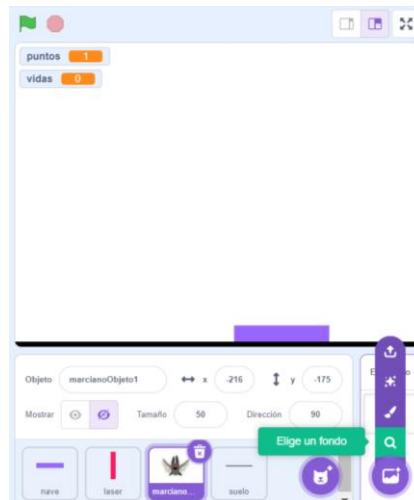 puntos 1
vidas 0
Objeto marcianoObjeto1 x -216 y -175
Mostrar Tamaño 50 Dirección 90
Elige un fondo
nave laser marciano... suelo